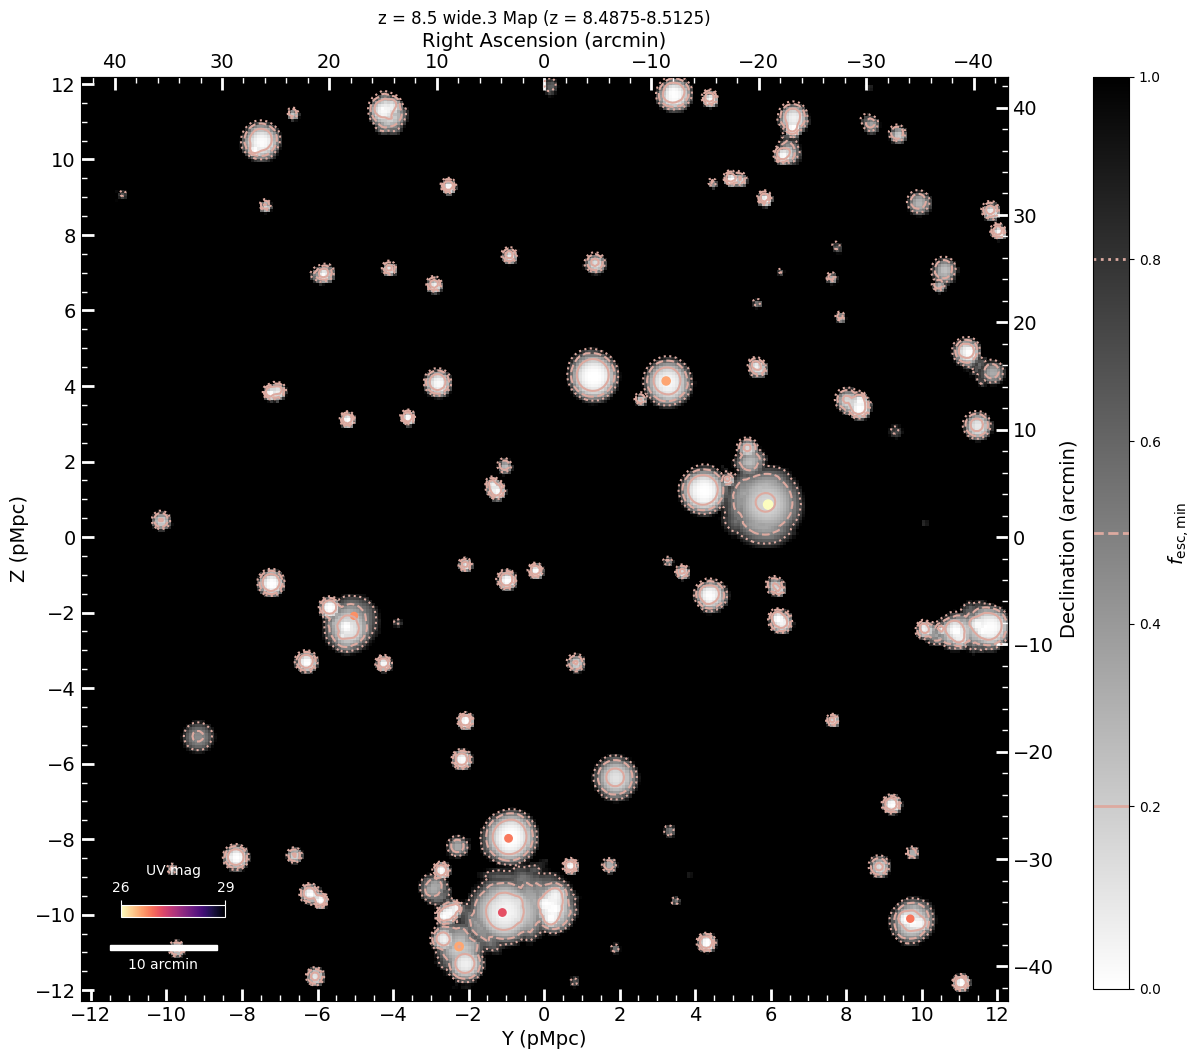 z = 8.5 wide.3 Map (z = 8.4875-8.5125)
Right Ascension (arcmin)
40 30 20 10 0 −10 −20 −30 −40
12 10 8 6 4 2 0 −2 −4 −6 −8 −10 −12
Z (pMpc)
40 30 20 10 0 −10 −20 −30 −40
Declination (arcmin)
1.0 0.8 0.6 0.4 0.2 0.0
fesc,min
UV mag
26 29
10 arcmin
−12 −10 −8 −6 −4 −2 0 2 4 6 8 10 12
Y (pMpc)